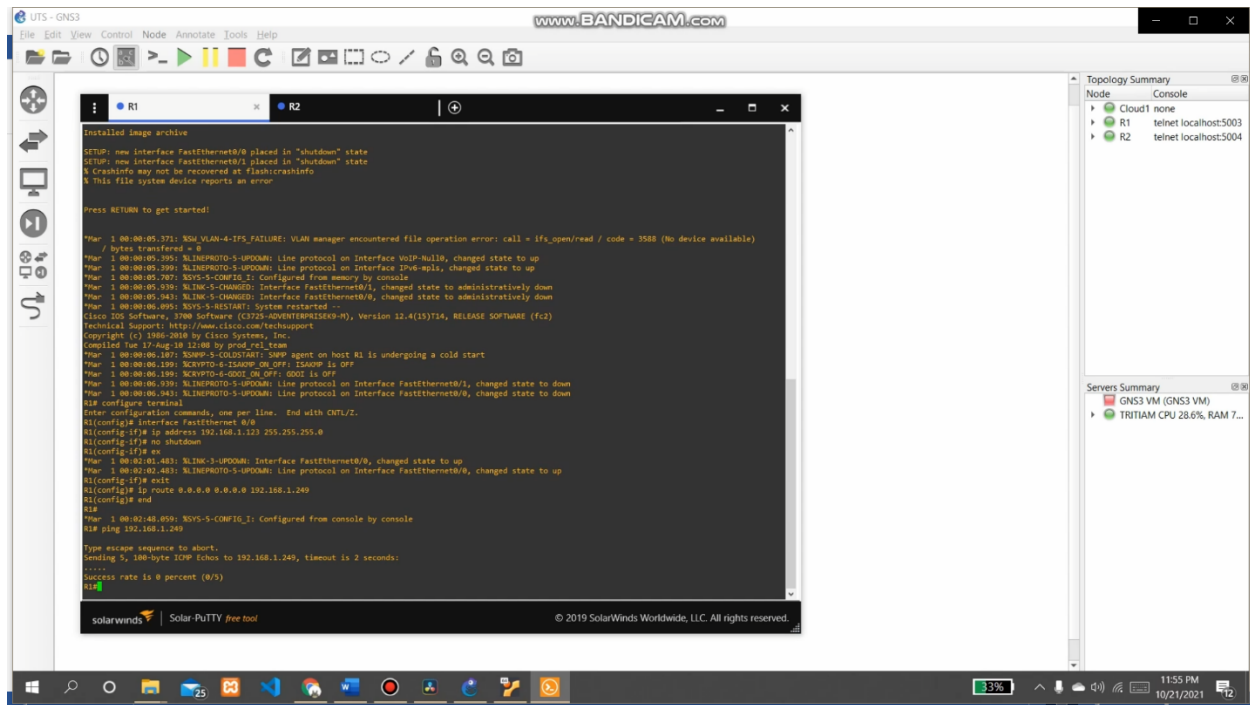 UTS - GNS3
www.BANDICAM.com
File Edit View Control Node Annotate Tools Help
R1
R2
Installed image archive
SETUP: new interface FastEthernet0/0 placed in "shutdown" state
SETUP: new interface FastEthernet0/1 placed in "shutdown" state
% Crashinfo may not be recovered at flash:crashinfo
% This file system device reports an error
Press RETURN to get started!
*Mar 1 00:00:05.371: %SW_VLAN-4-IFS_FAILURE: VLAN manager encountered file operation error: call = ifs_open/read / code = 3588 (No device available)
/ bytes transfered = 0
*Mar 1 00:00:05.395: %LINEPROTO-5-UPDOWN: Line protocol on Interface VoIP-Null0, changed state to up
*Mar 1 00:00:05.399: %LINEPROTO-5-UPDOWN: Line protocol on Interface IPv6-mpls, changed state to up
*Mar 1 00:00:05.707: %SYS-5-CONFIG_I: Configured from memory by console
*Mar 1 00:00:05.939: %LINK-5-CHANGED: Interface FastEthernet0/1, changed state to administratively down
*Mar 1 00:00:05.943: %LINK-5-CHANGED: Interface FastEthernet0/0, changed state to administratively down
*Mar 1 00:00:06.095: %SYS-5-RESTART: System restarted --
Cisco IOS Software, 3700 Software (C3725-ADVENTERPRISEK9-M), Version 12.4(15)T14, RELEASE SOFTWARE (fc2)
Technical Support: http://www.cisco.com/techsupport
Copyright (c) 1986-2010 by Cisco Systems, Inc.
Compiled Tue 17-Aug-10 12:08 by prod_rel_team
*Mar 1 00:00:06.107: %SNMP-5-COLDSTART: SNMP agent on host R1 is undergoing a cold start
*Mar 1 00:00:06.199: %CRYPTO-6-ISAKMP_ON_OFF: ISAKMP is OFF
*Mar 1 00:00:06.199: %CRYPTO-6-GDOI_ON_OFF: GDOI is OFF
*Mar 1 00:00:06.939: %LINEPROTO-5-UPDOWN: Line protocol on Interface FastEthernet0/1, changed state to down
*Mar 1 00:00:06.943: %LINEPROTO-5-UPDOWN: Line protocol on Interface FastEthernet0/0, changed state to down
R1# configure terminal
Enter configuration commands, one per line. End with CNTL/Z.
R1(config)# interface FastEthernet 0/0
R1(config-if)# ip address 192.168.1.123 255.255.255.0
R1(config-if)# no shutdown
R1(config-if)# ex
*Mar 1 00:02:01.483: %LINK-3-UPDOWN: Interface FastEthernet0/0, changed state to up
*Mar 1 00:02:02.483: %LINEPROTO-5-UPDOWN: Line protocol on Interface FastEthernet0/0, changed state to up
R1(config-if)# exit
R1(config)# ip route 0.0.0.0 0.0.0.0 192.168.1.249
R1(config)# end
R1#
*Mar 1 00:02:48.059: %SYS-5-CONFIG_I: Configured from console by console
R1# ping 192.168.1.249
Type escape sequence to abort.
Sending 5, 100-byte ICMP Echos to 192.168.1.249, timeout is 2 seconds:
.....
Success rate is 0 percent (0/5)
R1#
solarwinds Solar-PuTTY free tool
© 2019 SolarWinds Worldwide, LLC. All rights reserved.
Topology Summary
Node Console
Cloud1 none
R1 telnet localhost:5003
R2 telnet localhost:5004
Servers Summary
GNS3 VM (GNS3 VM)
TRITIAM CPU 28.6%, RAM 7...
25
33%
11:55 PM
10/21/2021
12